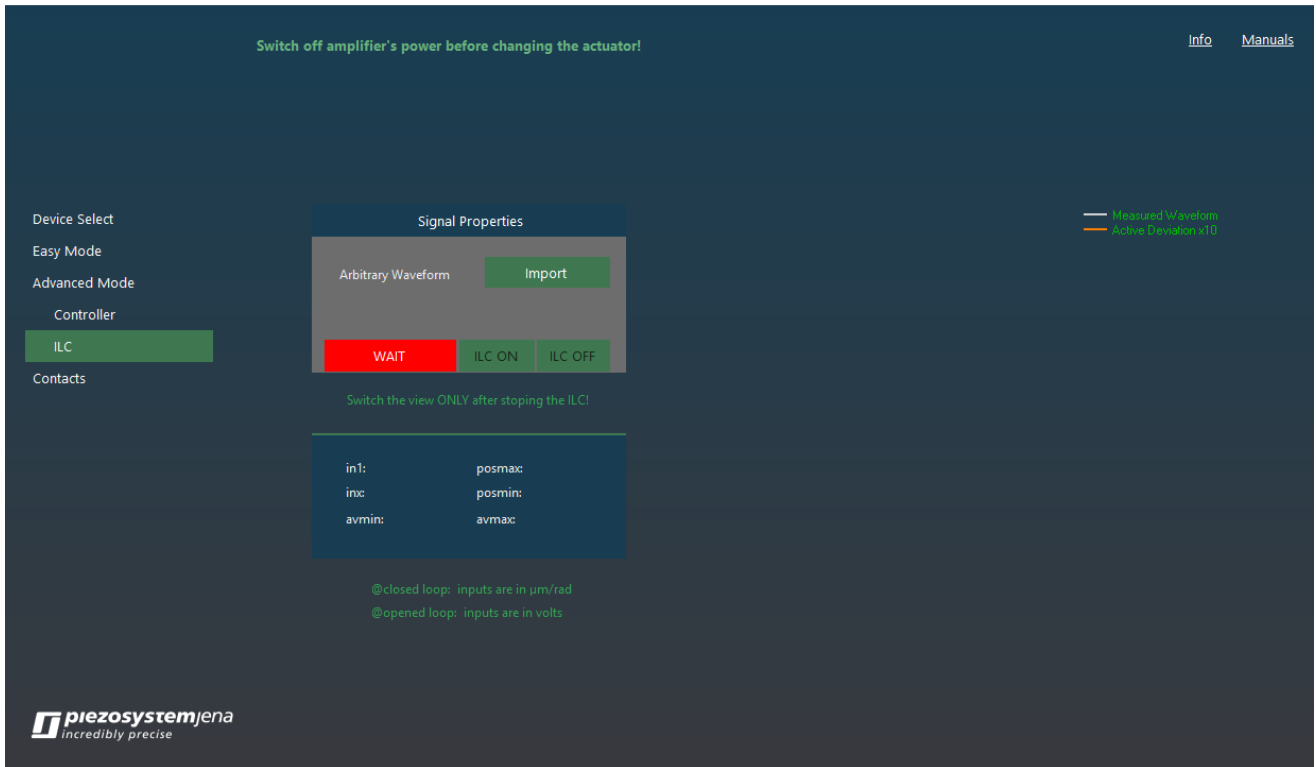 Switch off amplifier's power before changing the actuator!
Info Manuals
Device Select
Easy Mode
Advanced Mode
Controller
ILC
Contacts
Signal Properties
Arbitrary Waveform Import
WAIT ILC ON ILC OFF
Switch the view ONLY after stoping the ILC!
in1: posmax:
inx: posmin:
avmin: avmax:
@closed loop: inputs are in µm/rad
@opened loop: inputs are in volts
Measured Waveform
Active Deviation x10
piezosystemjena
incredibly precise